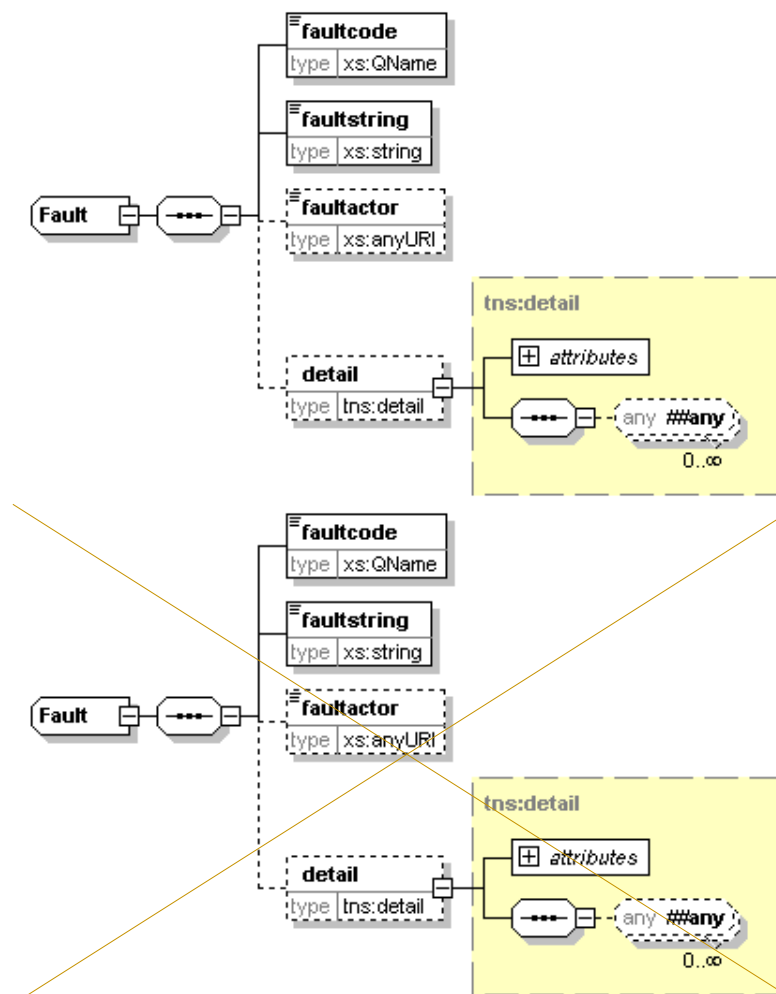 faultcode
type xs:QName
faultstring
type xs:string
Fault
faultactor
type xs:anyURI
tns:detail
attributes
detail
type tns:detail
any ##any
0..∞
faultcode
type xs:QName
faultstring
type xs:string
Fault
faultactor
type xs:anyURI
tns:detail
attributes
detail
type tns:detail
any ##any
0..∞